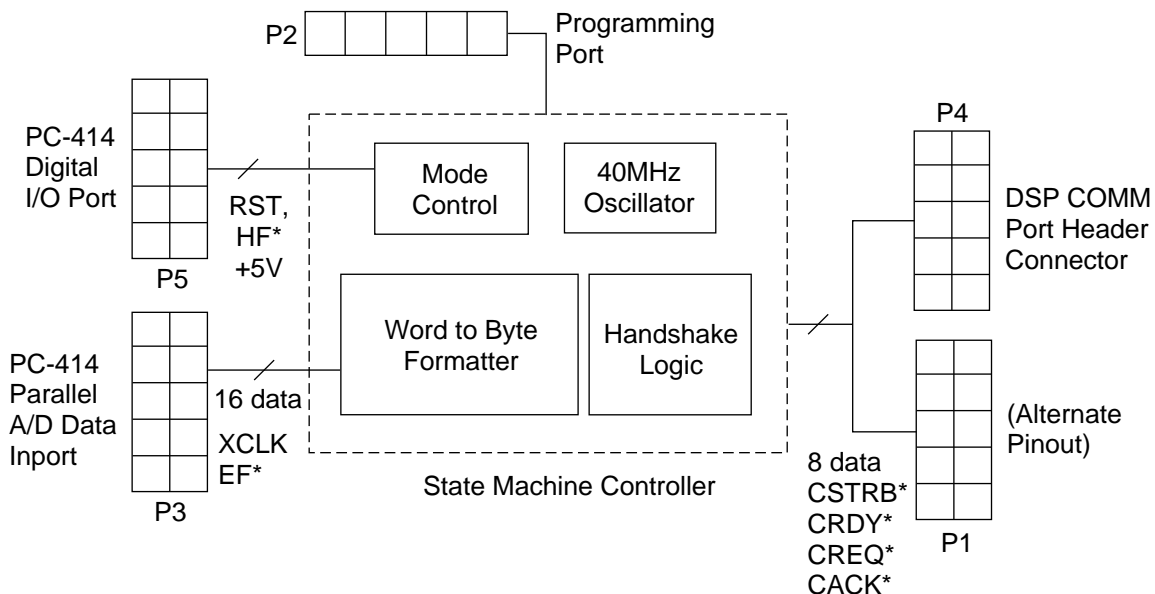 P2
Programming
Port
PC-414
Digital
I/O Port
P5
RST,
HF*
+5V
Mode
Control
40MHz
Oscillator
P4
DSP COMM
Port Header
Connector
PC-414
Parallel
A/D Data
Inport
P3
16 data
XCLK
EF*
Word to Byte
Formatter
Handshake
Logic
State Machine Controller
(Alternate
Pinout)
P1
8 data
CSTRB*
CRDY*
CREQ*
CACK*